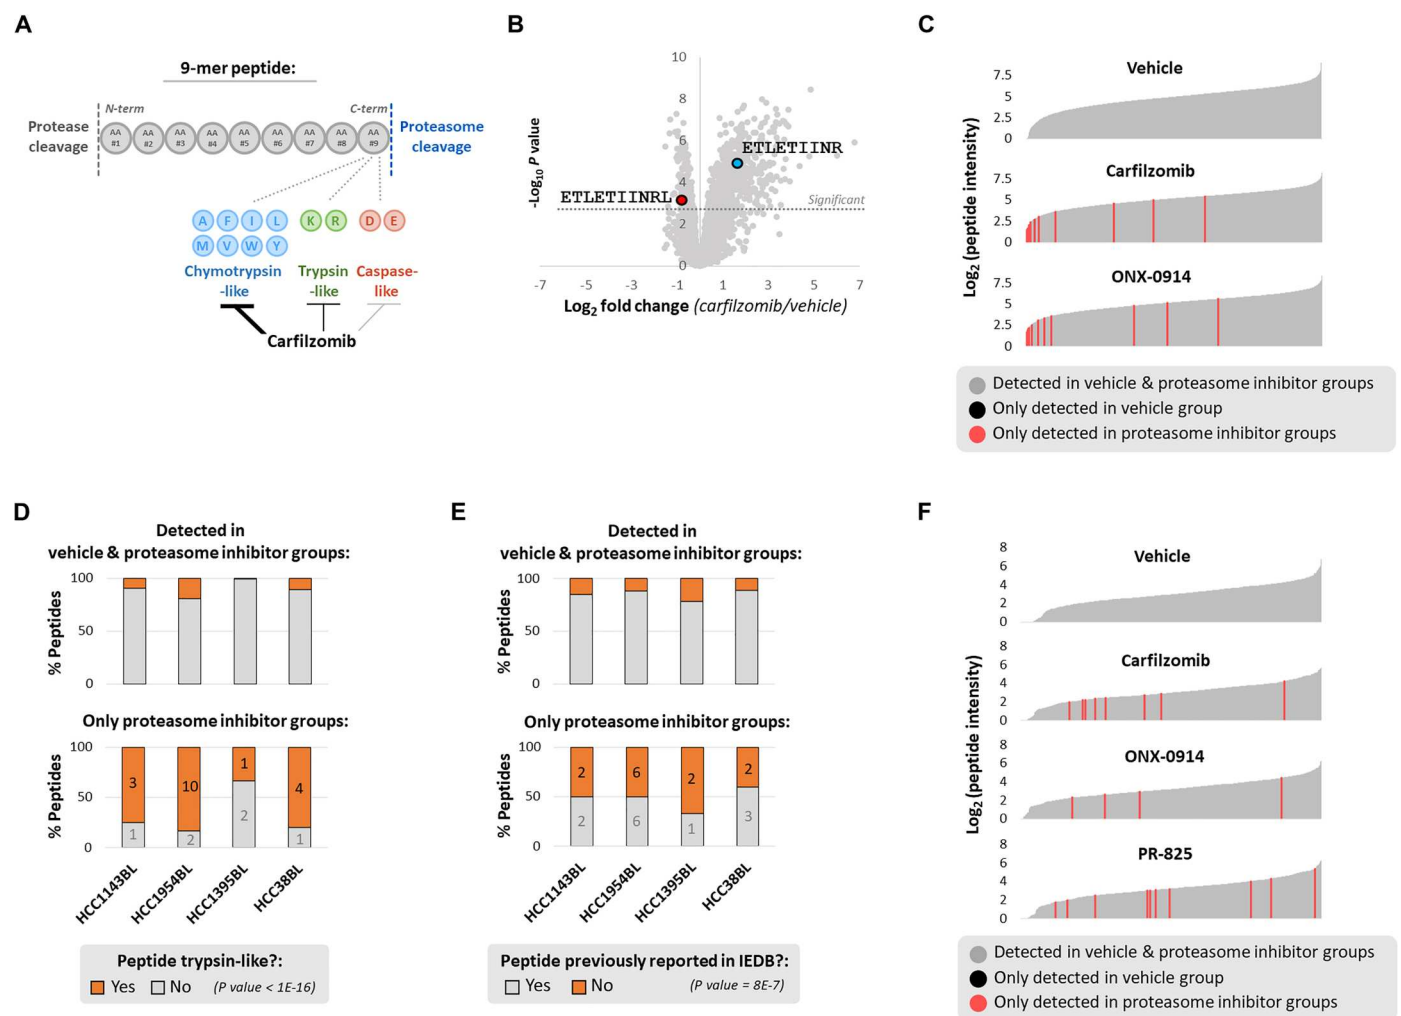 A
9-mer peptide:
N-term
C-term
Protease
cleavage
AA
#1
AA
#2
AA
#3
AA
#4
AA
#5
AA
#6
AA
#7
AA
#8
AA
#9
Proteasome
cleavage
A F I L K R D E
M V W Y
Chymotrypsin
-like
Trypsin
-like
Caspase-
like
Carfilzomib
B
-Log10 P value
10
8
6
4
2
0
ETLETIINR
ETLETIINRL
Significant
-7 -5 -3 -1 1 3 5 7
Log2 fold change (carfilzomib/vehicle)
C
Log2 (peptide intensity)
Vehicle
7.5
5
2.5
0
Carfilzomib
7.5
5
2.5
0
ONX-0914
7.5
5
2.5
0
Detected in vehicle & proteasome inhibitor groups
Only detected in vehicle group
Only detected in proteasome inhibitor groups
D
Detected in
vehicle & proteasome inhibitor groups:
% Peptides
100
50
0
Only proteasome inhibitor groups:
% Peptides
100
50
0
3 10 1 4
1 2 2 1
HCC1143BL
HCC1954BL
HCC1395BL
HCC38BL
Peptide trypsin-like?:
Yes No (P value < 1E-16)
E
Detected in
vehicle & proteasome inhibitor groups:
% Peptides
100
50
0
Only proteasome inhibitor groups:
% Peptides
100
50
0
2 6 2 2
2 6 1 3
HCC1143BL
HCC1954BL
HCC1395BL
HCC38BL
Peptide previously reported in IEDB?:
Yes No (P value = 8E-7)
F
Log2 (peptide intensity)
Vehicle
8
6
4
2
0
Carfilzomib
8
6
4
2
0
ONX-0914
8
6
4
2
0
PR-825
8
6
4
2
0
Detected in vehicle & proteasome inhibitor groups
Only detected in vehicle group
Only detected in proteasome inhibitor groups